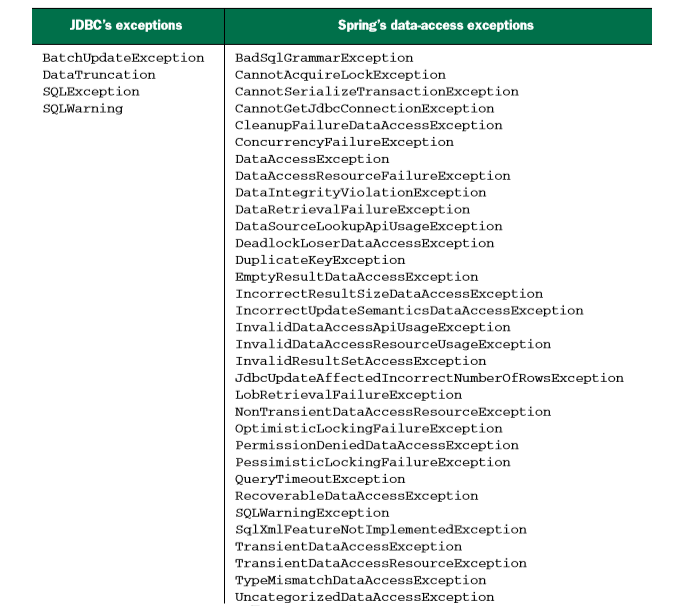 JDBC's exceptions
Spring's data-access exceptions
BatchUpdateException
DataTruncation
SQLException
SQLWarning
BadSqlGrammarException
CannotAcquireLockException
CannotSerializeTransactionException
CannotGetJdbcConnectionException
CleanupFailureDataAccessException
ConcurrencyFailureException
DataAccessException
DataAccessResourceFailureException
DataIntegrityViolationException
DataRetrievalFailureException
DataSourceLookupApiUsageException
DeadlockLoserDataAccessException
DuplicateKeyException
EmptyResultDataAccessException
IncorrectResultSizeDataAccessException
IncorrectUpdateSemanticsDataAccessException
InvalidDataAccessApiUsageException
InvalidDataAccessResourceUsageException
InvalidResultSetAccessException
JdbcUpdateAffectedIncorrectNumberOfRowsException
LobRetrievalFailureException
NonTransientDataAccessResourceException
OptimisticLockingFailureException
PermissionDeniedDataAccessException
PessimisticLockingFailureException
QueryTimeoutException
RecoverableDataAccessException
SQLWarningException
SqlXmlFeatureNotImplementedException
TransientDataAccessException
TransientDataAccessResourceException
TypeMismatchDataAccessException
UncategorizedDataAccessException